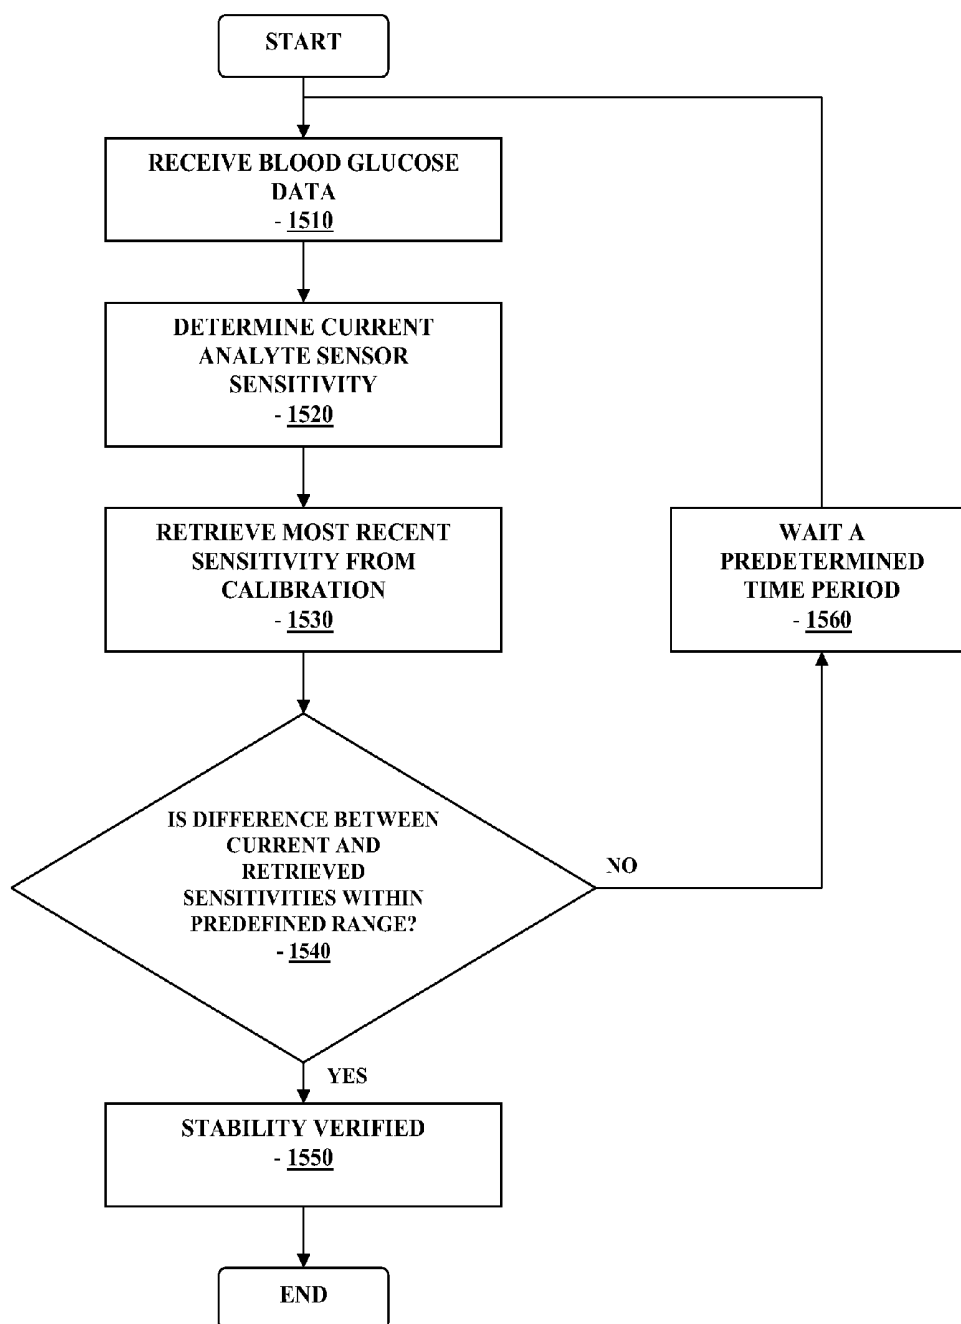 START
RECEIVE BLOOD GLUCOSE
DATA
- 1510
DETERMINE CURRENT
ANALYTE SENSOR
SENSITIVITY
- 1520
RETRIEVE MOST RECENT
SENSITIVITY FROM
CALIBRATION
- 1530
WAIT A
PREDETERMINED
TIME PERIOD
- 1560
IS DIFFERENCE BETWEEN
CURRENT AND
RETRIEVED
SENSITIVITIES WITHIN
PREDEFINED RANGE?
- 1540
NO
YES
STABILITY VERIFIED
- 1550
END